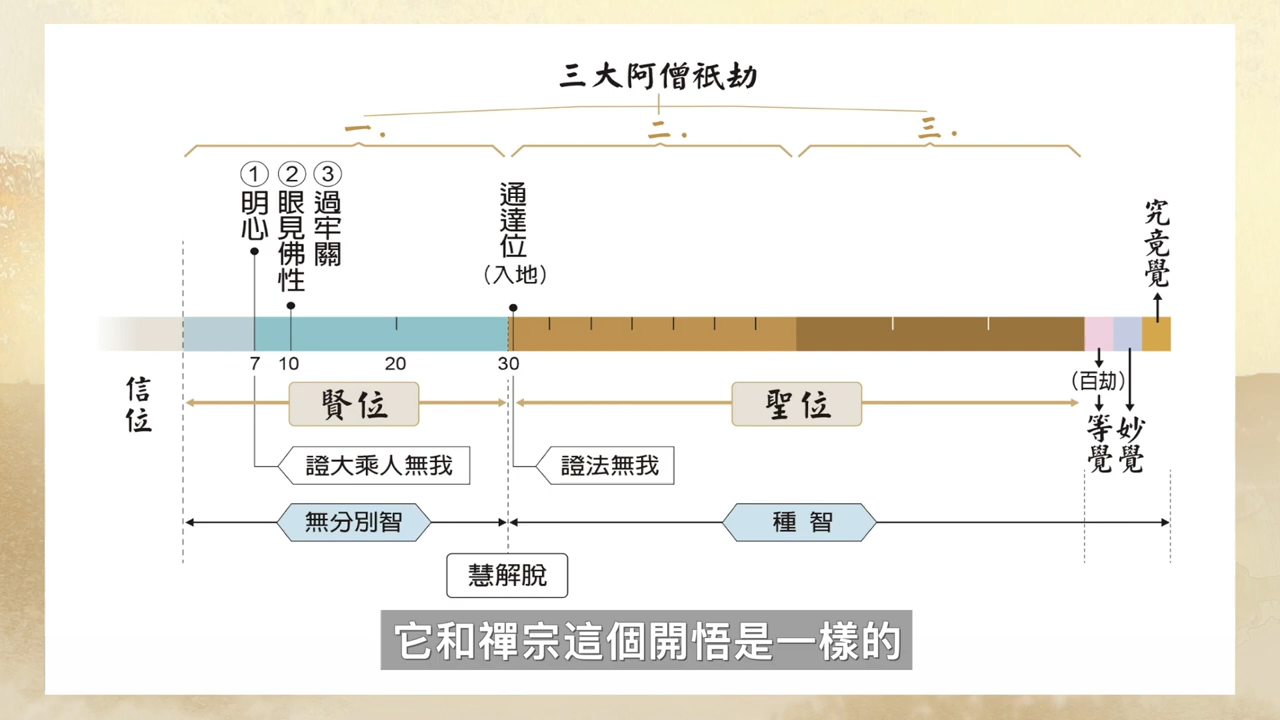 三大阿僧祇劫
一.
二.
三.
①明心
②眼見佛性
③過牢關
通達位
(入地)
究竟覺
7
10
20
30
信位
賢位
聖位
(百劫)
等覺
妙覺
證大乘人無我
證法無我
無分別智
種智
慧解脫
它和禪宗這個開悟是一樣的